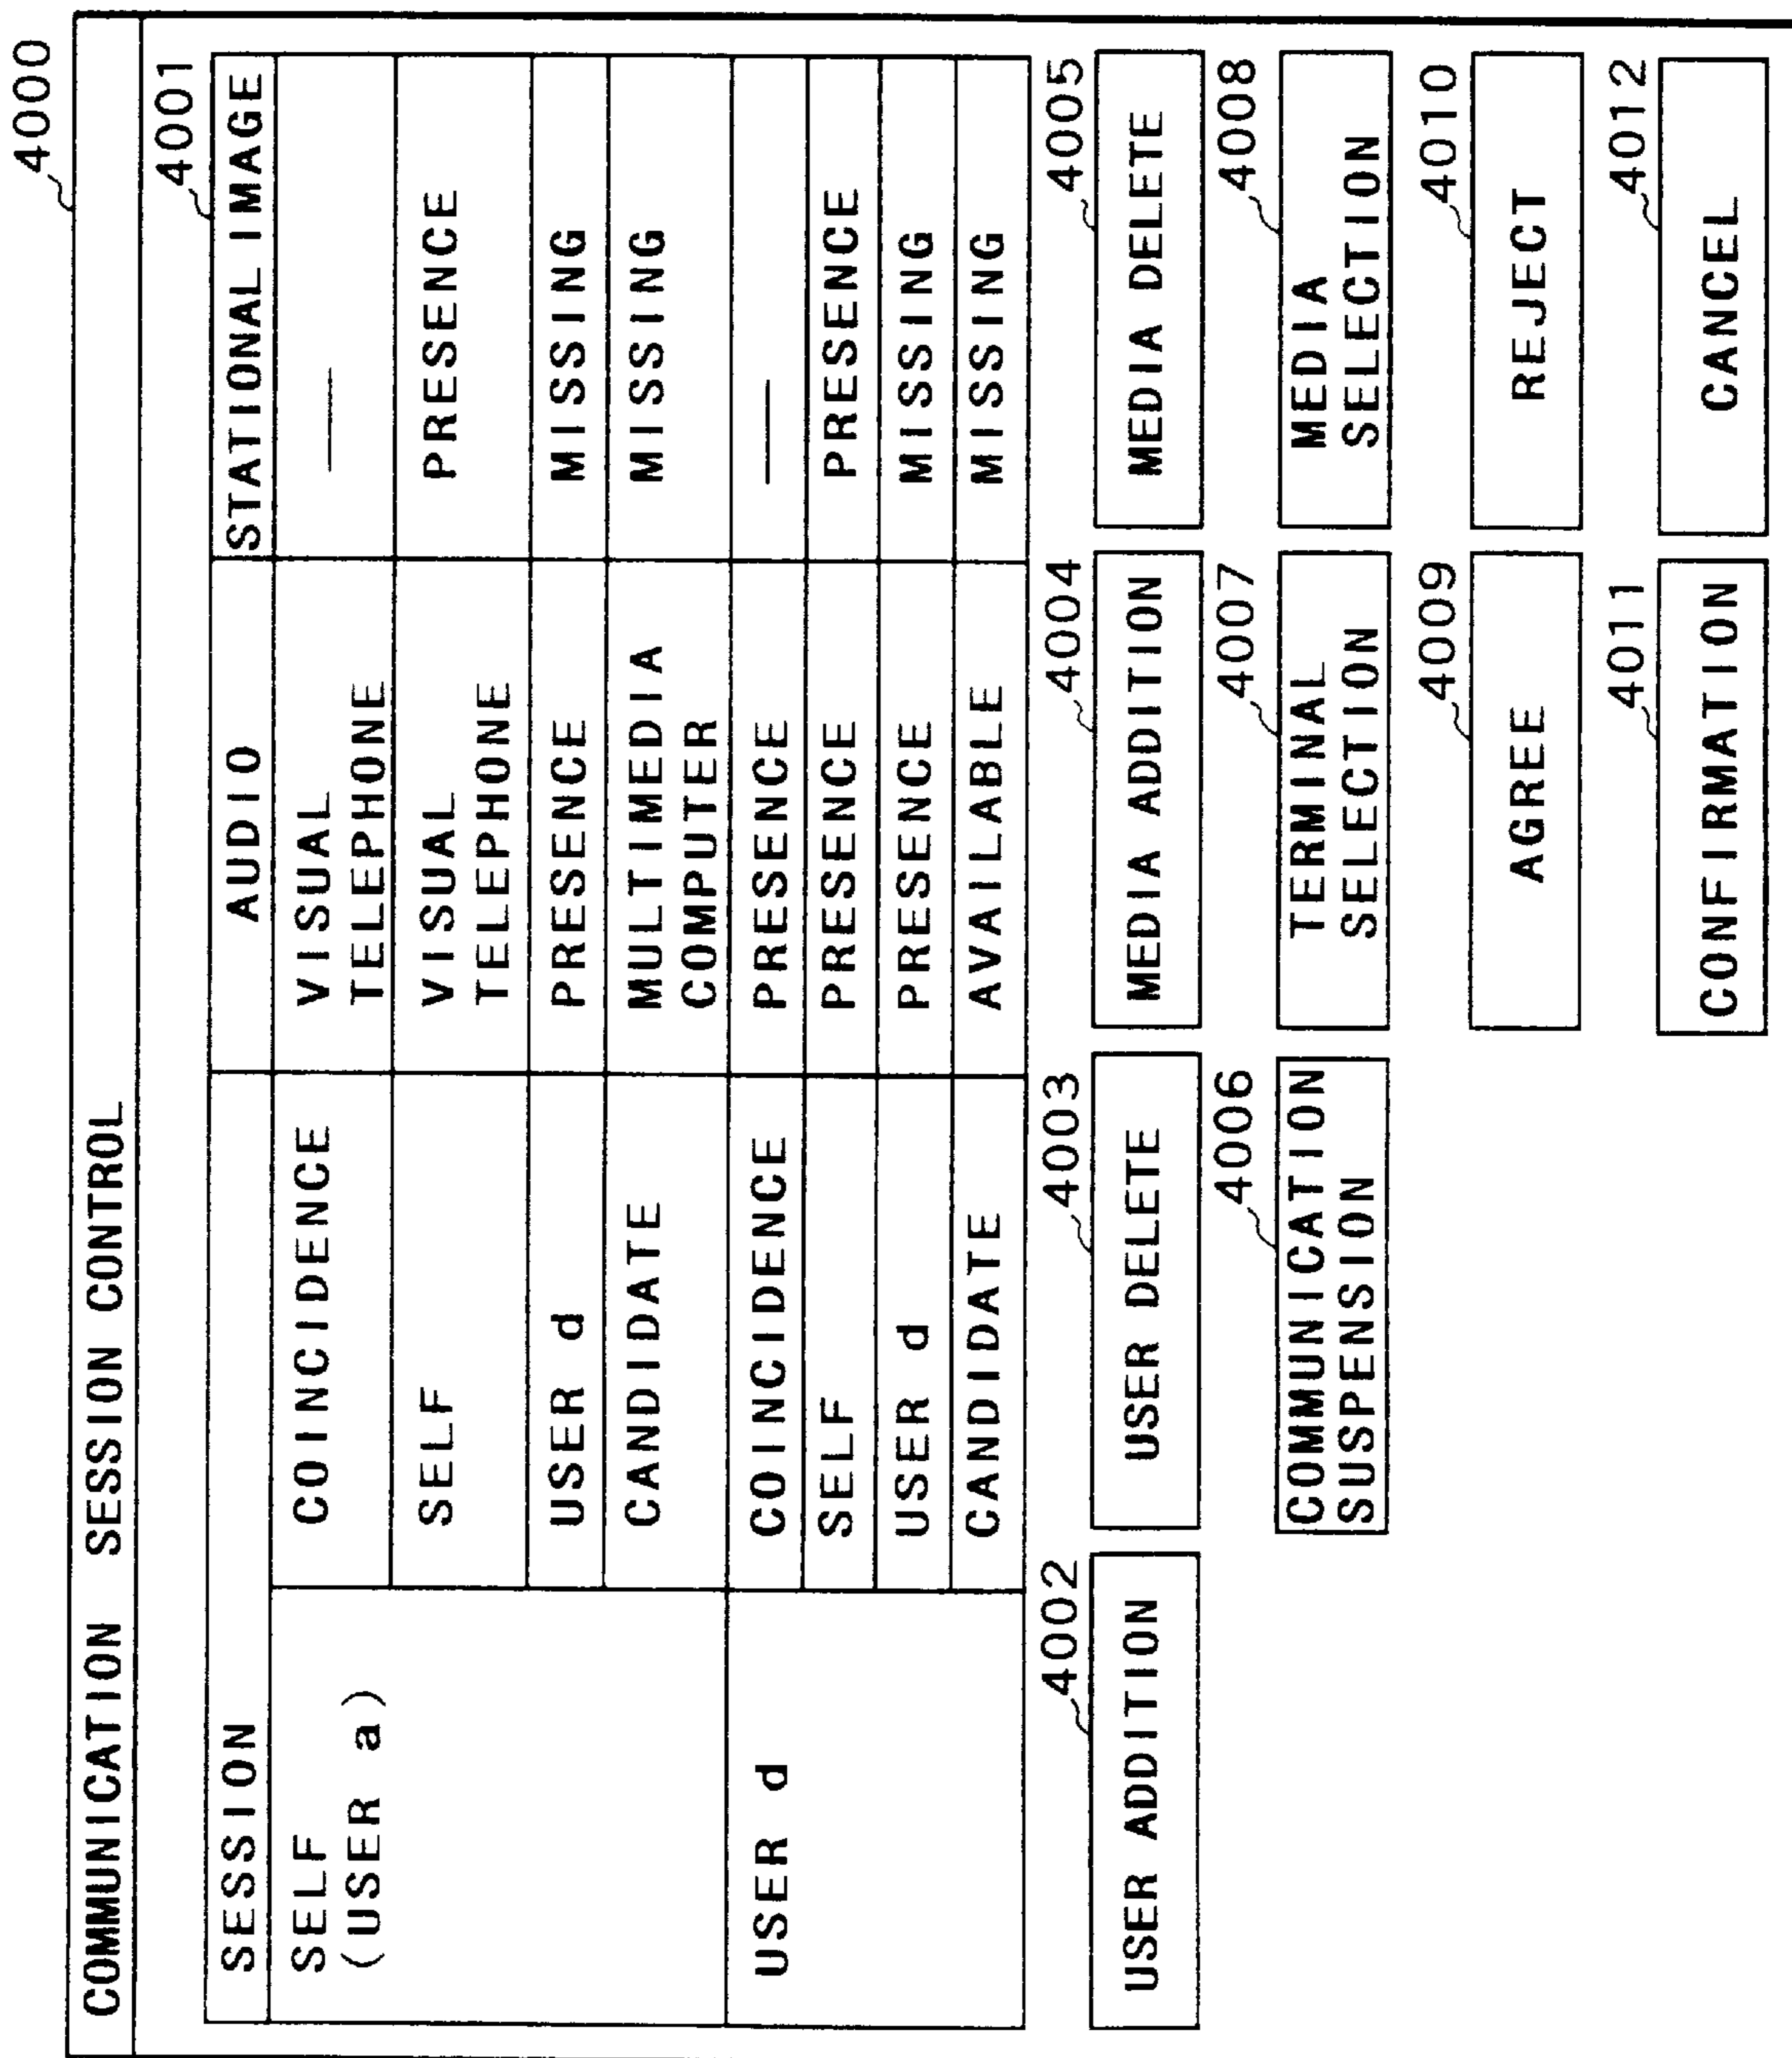 4000
COMMUNICATION SESSION CONTROL
4001
SESSION AUDIO STATIONAL IMAGE
SELF
(USER a)
COINCIDENCE
VISUAL
TELEPHONE
—
SELF
VISUAL
TELEPHONE
PRESENCE
USER d PRESENCE MISSING
CANDIDATE
MULTIMEDIA
COMPUTER
MISSING
USER d
COINCIDENCE PRESENCE —
SELF PRESENCE PRESENCE
USER d PRESENCE MISSING
CANDIDATE AVAILABLE MISSING
4002 4003 4004 4005
USER ADDITION
USER DELETE
MEDIA ADDITION
MEDIA DELETE
4006 4007 4008
COMMUNICATION
SUSPENSION
TERMINAL
SELECTION
MEDIA
SELECTION
4009 4010
AGREE
REJECT
4011 4012
CONFIRMATION
CANCEL